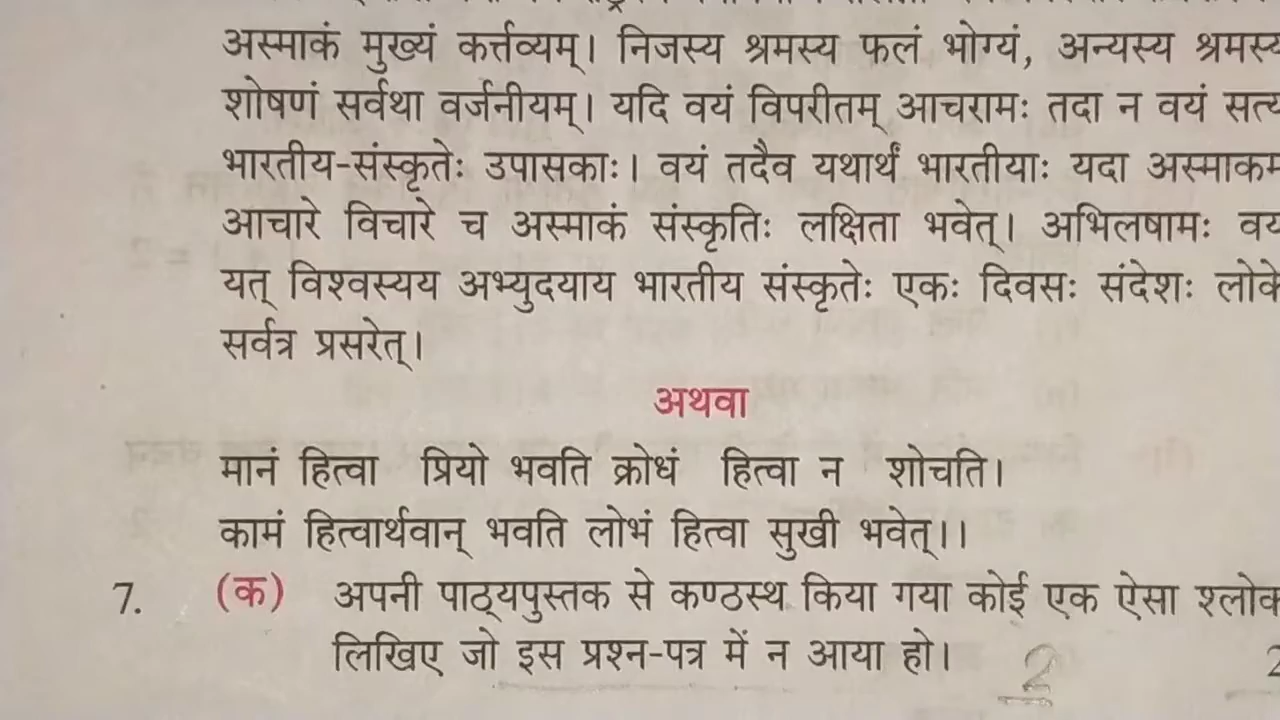 अस्माकं मुख्यं कर्त्तव्यम्। निजस्य श्रमस्य फलं भोग्यं, अन्यस्य श्रमस्य
शोषणं सर्वथा वर्जनीयम्। यदि वयं विपरीतम् आचरामः तदा न वयं सत्य
भारतीय-संस्कृतेः उपासकाः। वयं तदैव यथार्थं भारतीयाः यदा अस्माकम
आचारे विचारे च अस्माकं संस्कृतिः लक्षिता भवेत्। अभिलषामः वय
यत् विश्वस्यय अभ्युदयाय भारतीय संस्कृतेः एकः दिवसः संदेशः लोके
सर्वत्र प्रसरेत्।
अथवा
मानं हित्वा प्रियो भवति क्रोधं हित्वा न शोचति।
कामं हित्वार्थवान् भवति लोभं हित्वा सुखी भवेत्।।
7. (क) अपनी पाठ्यपुस्तक से कण्ठस्थ किया गया कोई एक ऐसा श्लोक
लिखिए जो इस प्रश्न-पत्र में न आया हो। 2 2